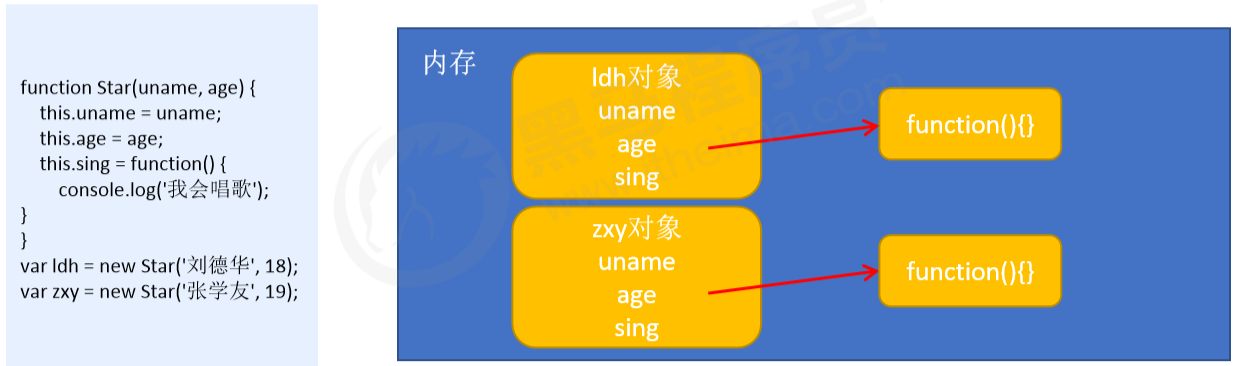 function Star(uname, age) {
this.uname = uname;
this.age = age;
this.sing = function() {
console.log('我会唱歌');
}
}
var ldh = new Star('刘德华', 18);
var zxy = new Star('张学友', 19);
内存
ldh对象
uname
age
sing
function(){}
zxy对象
uname
age
sing
function(){}
黑马程序员
www.itheima.com